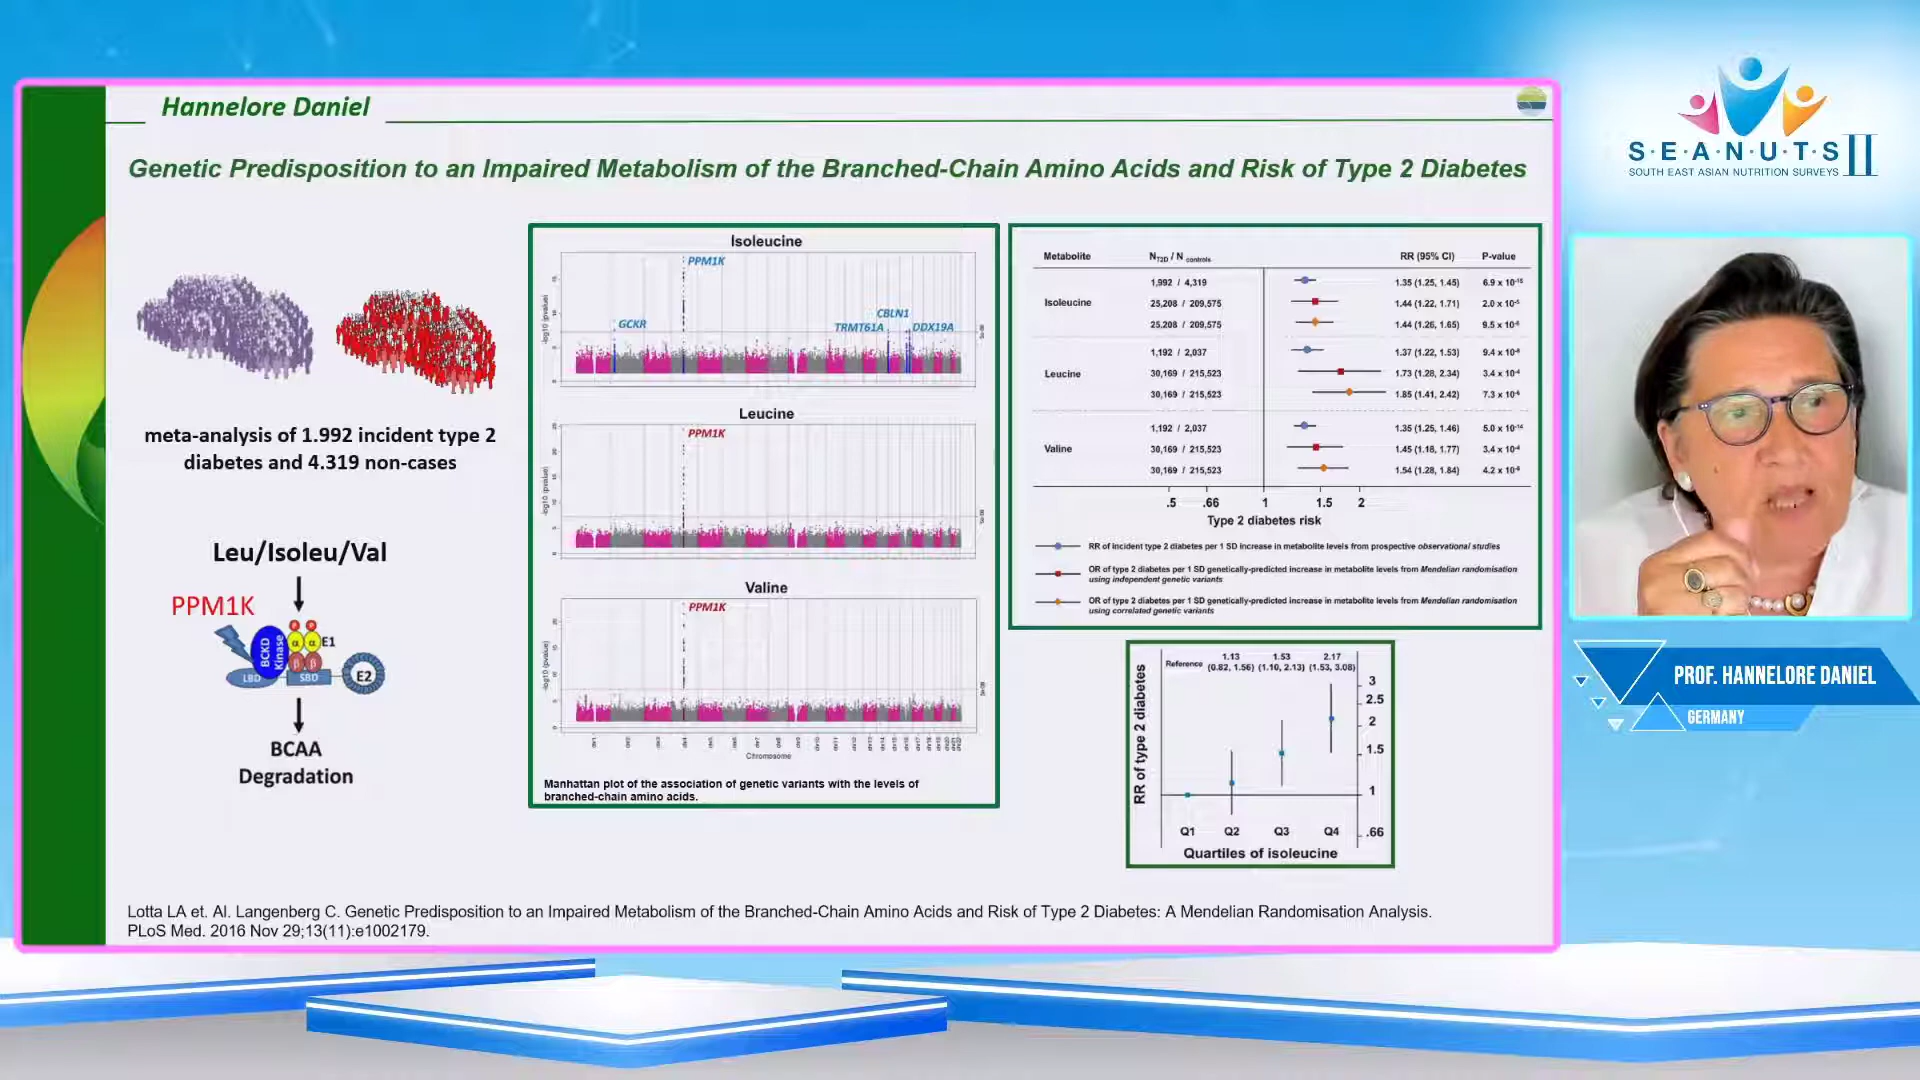 Hannelore Daniel
Genetic Predisposition to an Impaired Metabolism of the Branched-Chain Amino Acids and Risk of Type 2 Diabetes
meta-analysis of 1.992 incident type 2
diabetes and 4.319 non-cases
Leu/Isoleu/Val
PPM1K
BCKD
Kinase
P P
α α E1
β β
LBD SBD E2
BCAA
Degradation
Isoleucine
PPM1K
GCKR
CBLN1
TRMT61A DDX19A
-log10 (pvalue)
Leucine
PPM1K
-log10 (pvalue)
Valine
PPM1K
-log10 (pvalue)
Chromosome
Manhattan plot of the association of genetic variants with the levels of
branched-chain amino acids.
Metabolite N T2D / N controls RR (95% CI) P-value
1,992 / 4,319 1.35 (1.25, 1.45)
Isoleucine 25,208 / 209,575 1.44 (1.22, 1.71)
25,208 / 209,575 1.44 (1.26, 1.65)
1,192 / 2,037 1.37 (1.22, 1.53)
Leucine 30,169 / 215,523 1.73 (1.28, 2.34)
30,169 / 215,523 1.85 (1.41, 2.42)
1,192 / 2,037 1.35 (1.25, 1.46)
Valine 30,169 / 215,523 1.45 (1.18, 1.77)
30,169 / 215,523 1.54 (1.28, 1.84)
.5 .66 1 1.5 2
Type 2 diabetes risk
RR of incident type 2 diabetes per 1 SD increase in metabolite levels from prospective observational studies
OR of type 2 diabetes per 1 SD genetically-predicted increase in metabolite levels from Mendelian randomisation
using independent genetic variants
OR of type 2 diabetes per 1 SD genetically-predicted increase in metabolite levels from Mendelian randomisation
using correlated genetic variants
RR of type 2 diabetes
1.13 1.53 2.17
Reference (0.82, 1.56) (1.10, 2.13) (1.53, 3.08)
3
2.5
2
1.5
1
.66
Q1 Q2 Q3 Q4
Quartiles of isoleucine
Lotta LA et. Al. Langenberg C. Genetic Predisposition to an Impaired Metabolism of the Branched-Chain Amino Acids and Risk of Type 2 Diabetes: A Mendelian Randomisation Analysis.
PLoS Med. 2016 Nov 29;13(11):e1002179.
S·E·A·N·U·T·S II
SOUTH EAST ASIAN NUTRITION SURVEYS
PROF. HANNELORE DANIEL
GERMANY